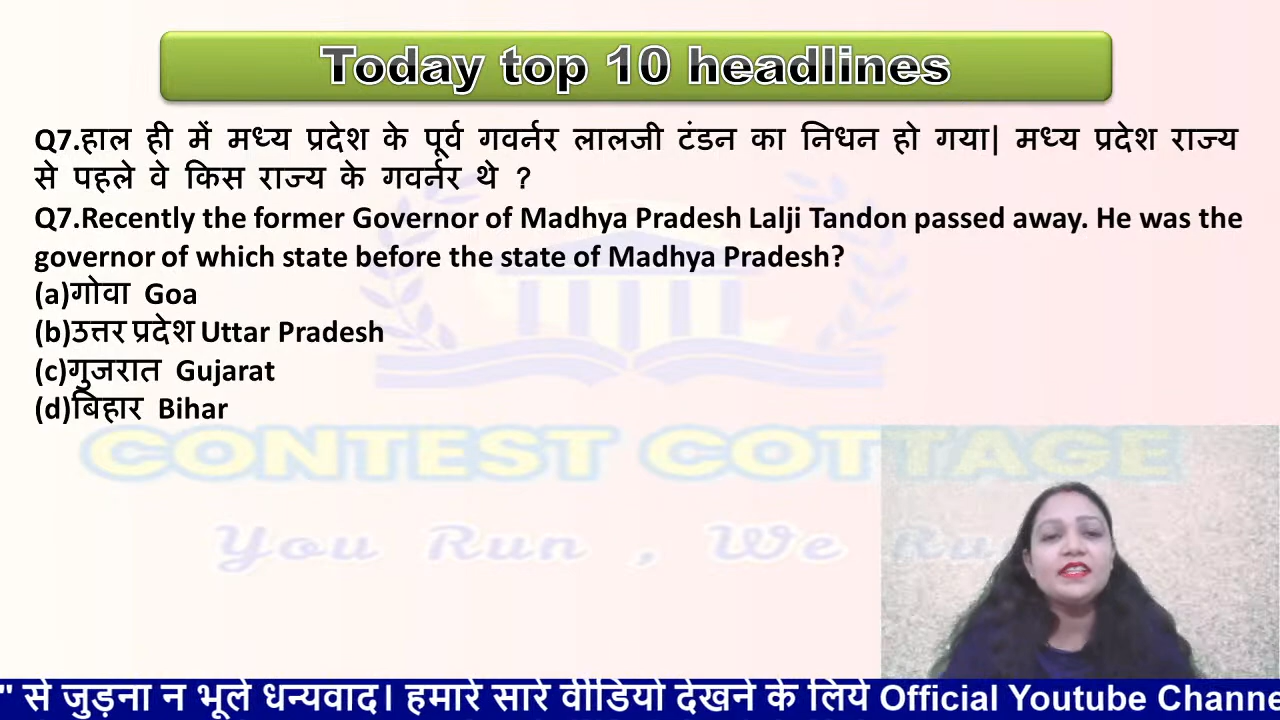 Today top 10 headlines
Q7.हाल ही में मध्य प्रदेश के पूर्व गवर्नर लालजी टंडन का निधन हो गया| मध्य प्रदेश राज्य
से पहले वे किस राज्य के गवर्नर थे ?
Q7.Recently the former Governor of Madhya Pradesh Lalji Tandon passed away. He was the
governor of which state before the state of Madhya Pradesh?
(a)गोवा Goa
(b)उत्तर प्रदेश Uttar Pradesh
(c)गुजरात Gujarat
(d)बिहार Bihar
CONTEST COTTAGE
You Run , We Ru
" से जुड़ना न भूले धन्यवाद। हमारे सारे वीडियो देखने के लिये Official Youtube Channe